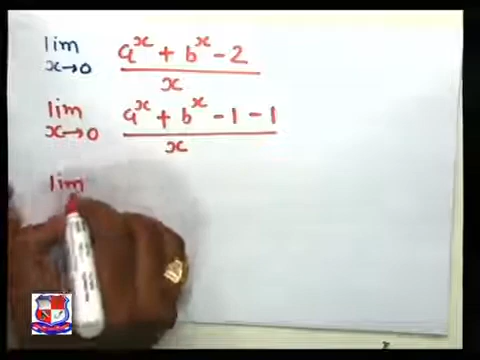 lim x→0 (a^x + b^x - 2)/x
lim x→0 (a^x + b^x - 1 - 1)/x
lim